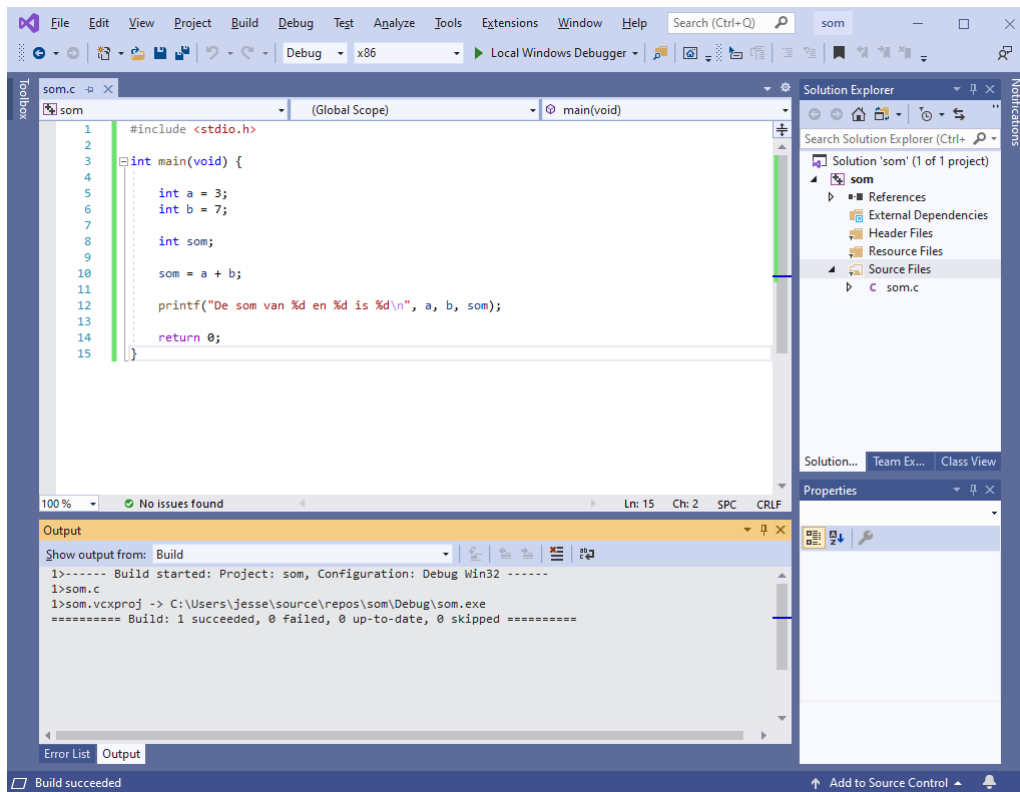 File Edit View Project Build Debug Test Analyze Tools Extensions Window Help Search (Ctrl+Q) som
Debug x86 Local Windows Debugger
Toolbox
som.c
som (Global Scope) main(void)
1 #include <stdio.h>
2
3 int main(void) {
4
5 int a = 3;
6 int b = 7;
7
8 int som;
9
10 som = a + b;
11
12 printf("De som van %d en %d is %d\n", a, b, som);
13
14 return 0;
15 }
100 % No issues found Ln: 15 Ch: 2 SPC CRLF
Output
Show output from: Build
1>------ Build started: Project: som, Configuration: Debug Win32 ------
1>som.c
1>som.vcxproj -> C:\Users\jesse\source\repos\som\Debug\som.exe
========== Build: 1 succeeded, 0 failed, 0 up-to-date, 0 skipped ==========
Error List Output
Solution Explorer
Search Solution Explorer (Ctrl+
Solution 'som' (1 of 1 project)
som
References
External Dependencies
Header Files
Resource Files
Source Files
C som.c
Solution... Team Ex... Class View
Properties
Notifications
Build succeeded Add to Source Control